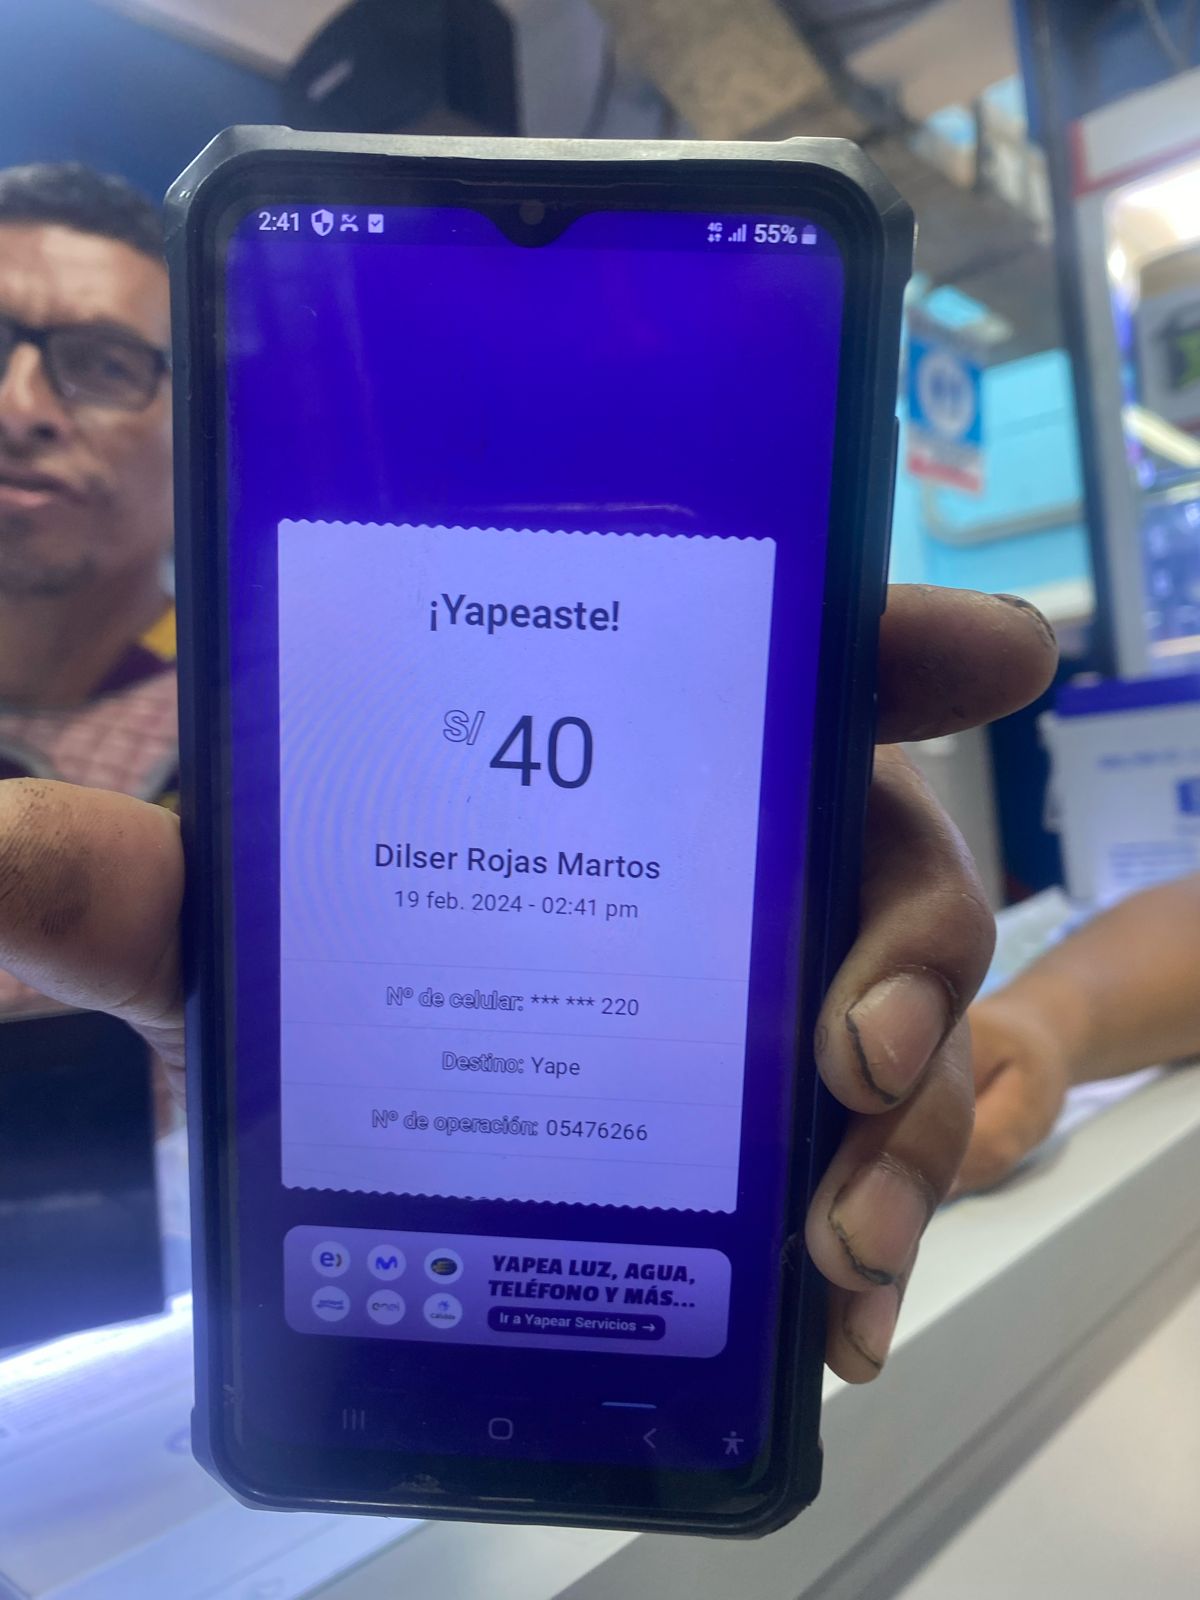 2:41
4G 55%
¡Yapeaste!
S/ 40
Dilser Rojas Martos
19 feb. 2024 - 02:41 pm
Nº de celular: *** *** 220
Destino: Yape
Nº de operación: 05476266
YAPEA LUZ, AGUA,
TELÉFONO Y MÁS...
Ir a Yapear Servicios →
e)
enel